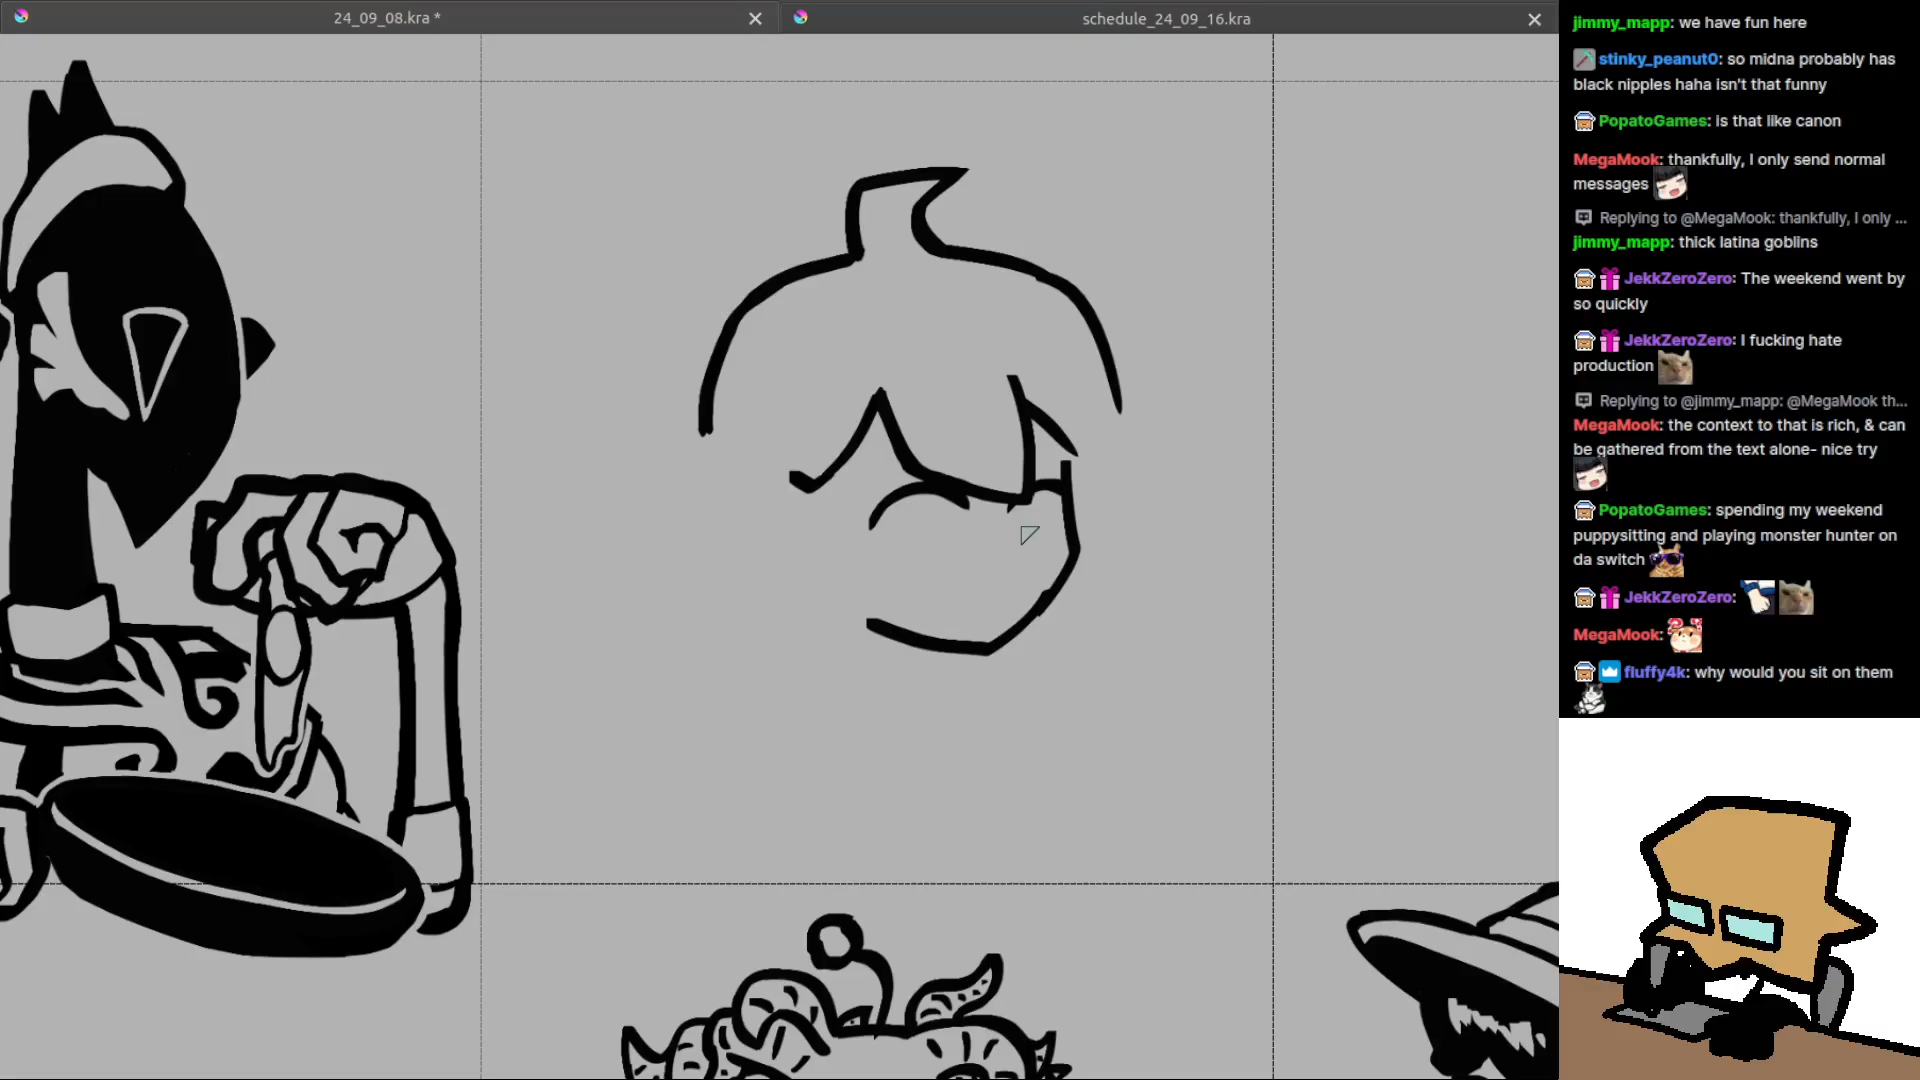 24_09_08.kra *
schedule_24_09_16.kra
jimmy_mapp: we have fun here
stinky_peanut0: so midna probably has
black nipples haha isn't that funny
PopatoGames: is that like canon
MegaMook: thankfully, I only send normal
messages
Replying to @MegaMook: thankfully, I only ...
jimmy_mapp: thick latina goblins
JekkZeroZero: The weekend went by
so quickly
JekkZeroZero: I fucking hate
production
Replying to @jimmy_mapp: @MegaMook th...
MegaMook: the context to that is rich, & can
be gathered from the text alone- nice try
PopatoGames: spending my weekend
puppysitting and playing monster hunter on
da switch
JekkZeroZero:
MegaMook:
fluffy4k: why would you sit on them